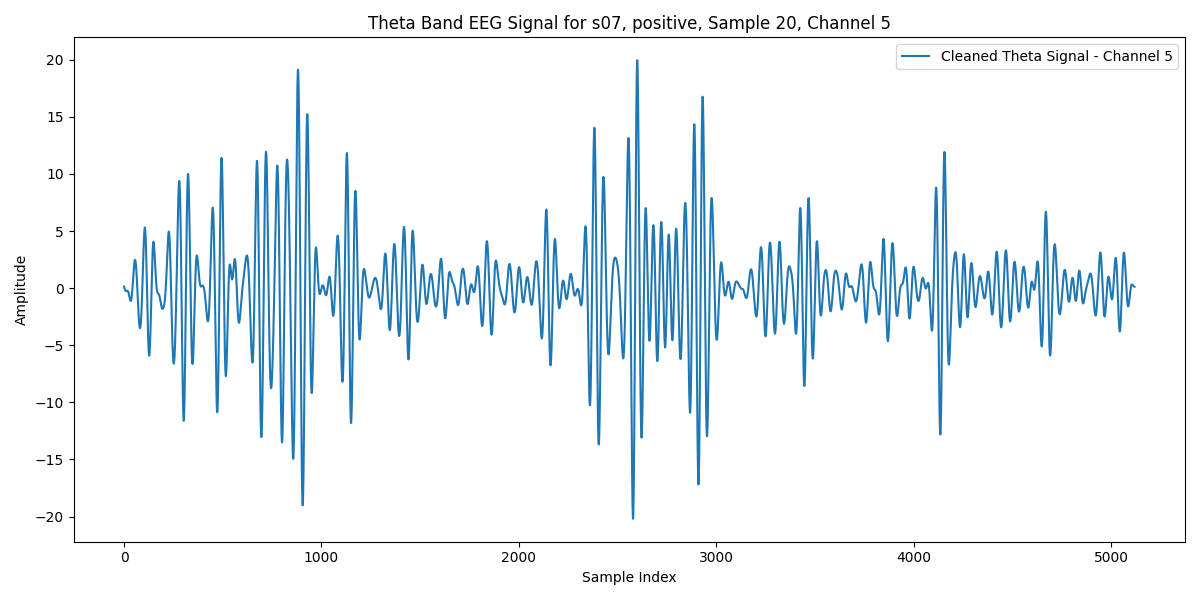 Theta Band EEG Signal for s07, positive, Sample 20, Channel 5
Cleaned Theta Signal - Channel 5
20
15
10
5
0
−5
−10
−15
−20
Amplitude
0 1000 2000 3000 4000 5000
Sample Index